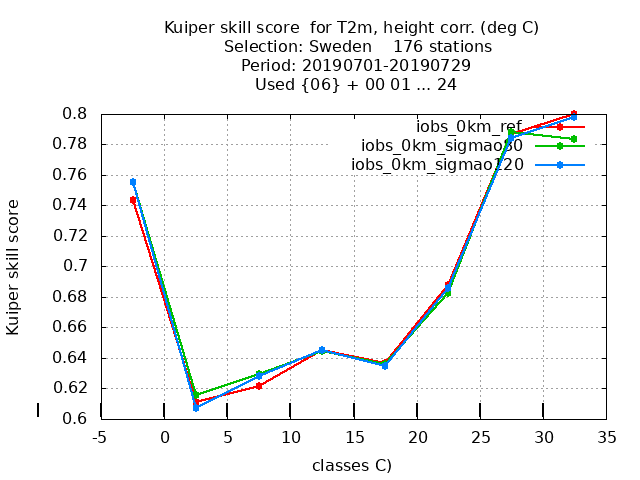 Kuiper skill score  for T2m, height corr. (deg C)
Selection: Sweden    176 stations
Period: 20190701-20190729
Used {06} + 00 01 ... 24
iobs_0km_ref
iobs_0km_sigmao80
iobs_0km_sigmao120
Kuiper skill score
0.8
0.78
0.76
0.74
0.72
0.7
0.68
0.66
0.64
0.62
0.6
-5 0 5 10 15 20 25 30 35
classes C)